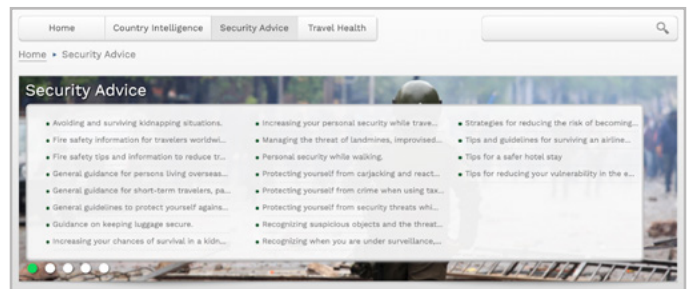 Home
Country Intelligence
Security Advice
Travel Health
Home ▸ Security Advice
Security Advice
Avoiding and surviving kidnapping situations.
Fire safety information for travelers worldwi...
Fire safety tips and information to reduce tr...
General guidance for persons living overseas...
General guidance for short-term travelers, pa...
General guidelines to protect yourself agains...
Guidance on keeping luggage secure.
Increasing your chances of survival in a kidn...
Increasing your personal security while trave...
Managing the threat of landmines, improvised...
Personal security while walking.
Protecting yourself from carjacking and react...
Protecting yourself from crime when using tax...
Protecting yourself from security threats whi...
Recognizing suspicious objects and the threat...
Recognizing when you are under surveillance,...
Strategies for reducing the risk of becoming...
Tips and guidelines for surviving an airline...
Tips for a safer hotel stay
Tips for reducing your vulnerability in the e...